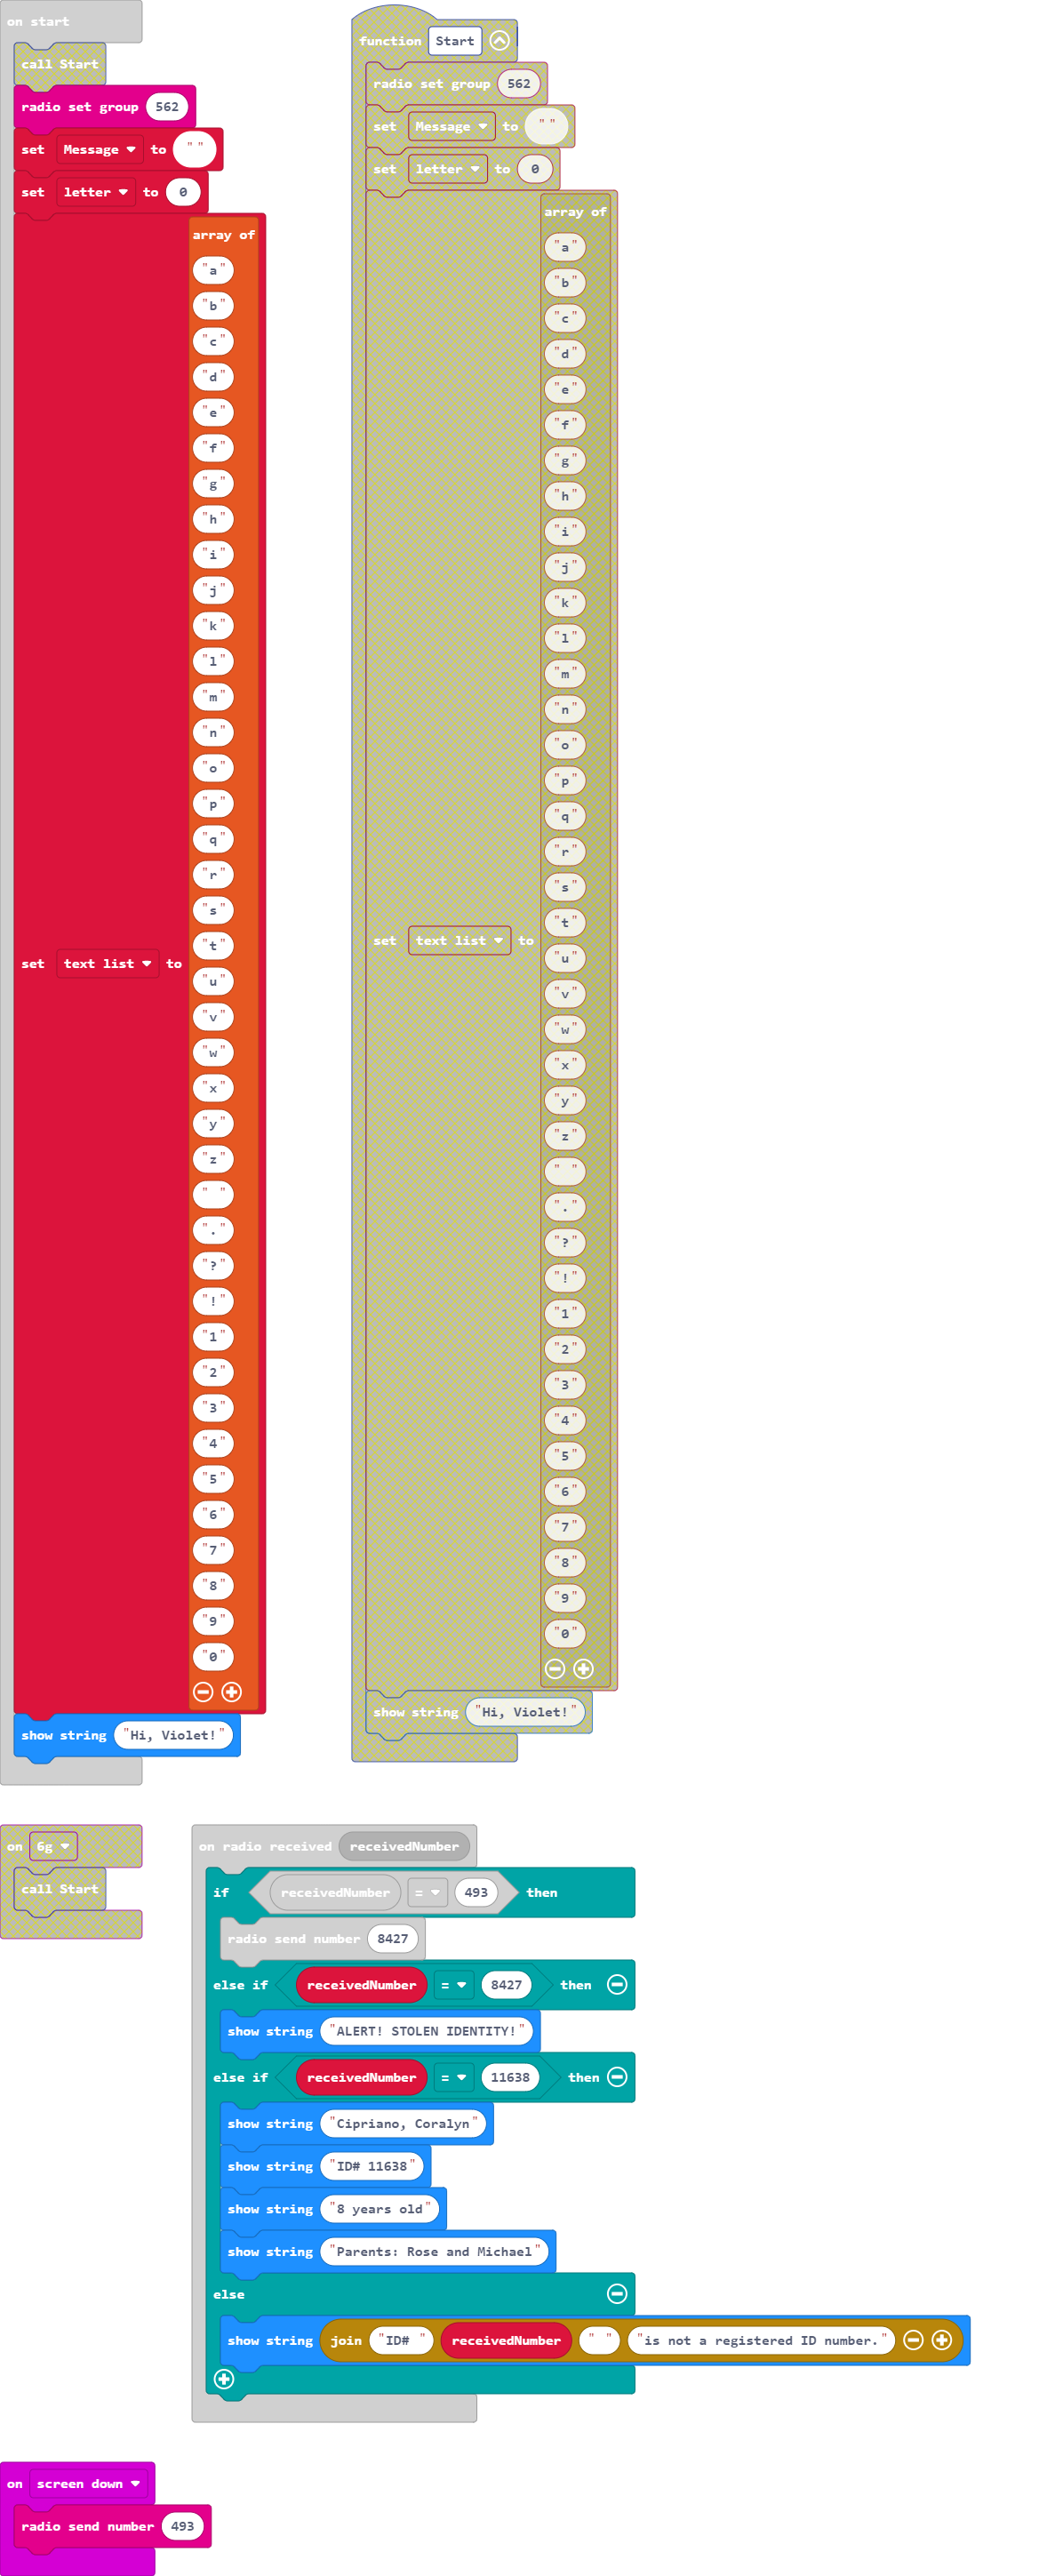 on start
call Start
radio set group 562
set Message to " "
set letter to 0
set text list to
array of
"a"
"b"
"c"
"d"
"e"
"f"
"g"
"h"
"i"
"j"
"k"
"l"
"m"
"n"
"o"
"p"
"q"
"r"
"s"
"t"
"u"
"v"
"w"
"x"
"y"
"z"
" "
"."
"?"
"!"
"1"
"2"
"3"
"4"
"5"
"6"
"7"
"8"
"9"
"0"
show string "Hi, Violet!"
function Start
radio set group 562
set Message to " "
set letter to 0
set text list to
array of
"a"
"b"
"c"
"d"
"e"
"f"
"g"
"h"
"i"
"j"
"k"
"l"
"m"
"n"
"o"
"p"
"q"
"r"
"s"
"t"
"u"
"v"
"w"
"x"
"y"
"z"
" "
"."
"?"
"!"
"1"
"2"
"3"
"4"
"5"
"6"
"7"
"8"
"9"
"0"
show string "Hi, Violet!"
on 6g
call Start
on radio received receivedNumber
if receivedNumber = 493 then
radio send number 8427
else if receivedNumber = 8427 then
show string "ALERT! STOLEN IDENTITY!"
else if receivedNumber = 11638 then
show string "Cipriano, Coralyn"
show string "ID# 11638"
show string "8 years old"
show string "Parents: Rose and Michael"
else
show string join "ID# " receivedNumber " " "is not a registered ID number."
on screen down
radio send number 493